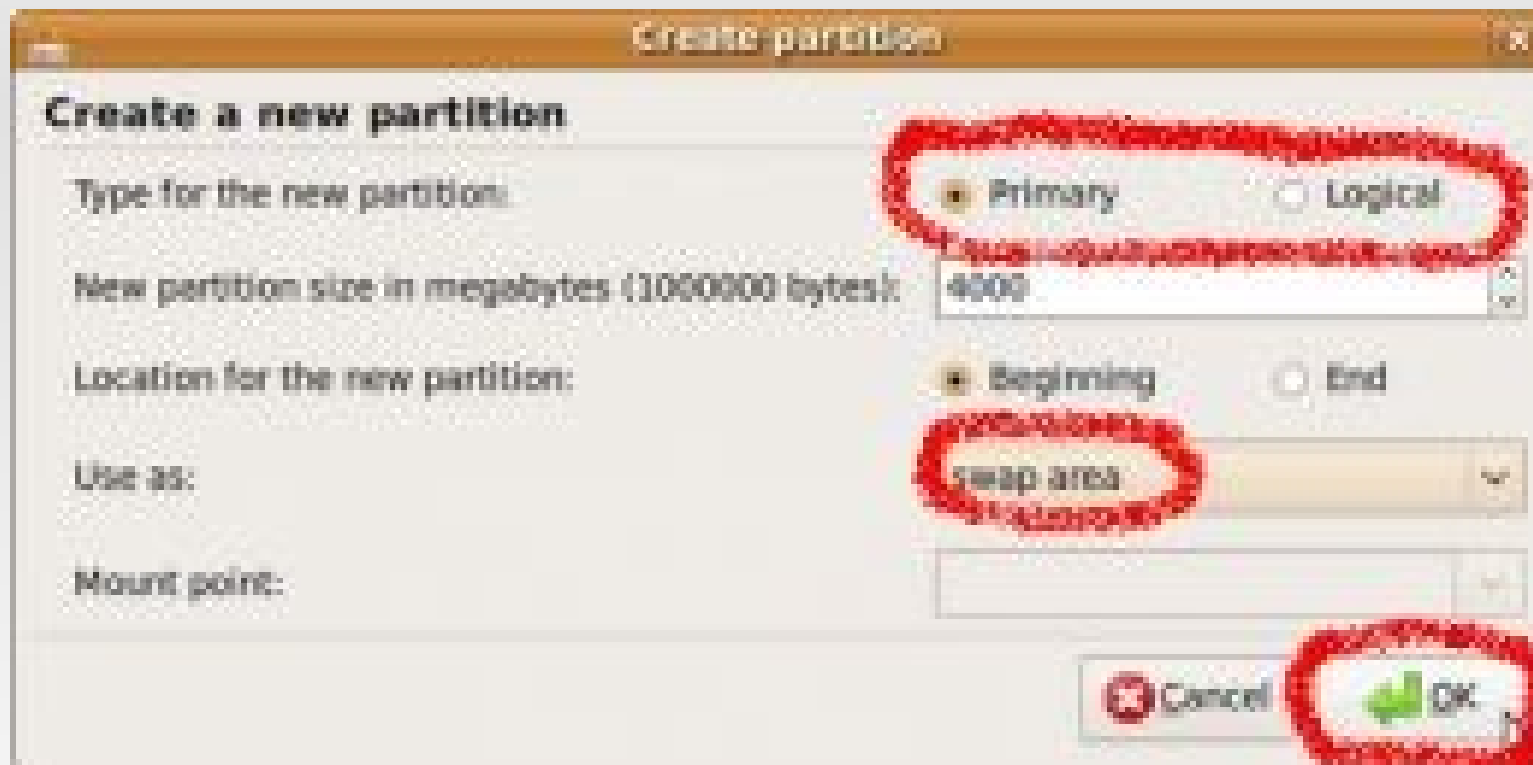 Create partition
Create a new partition
Type for the new partition: Primary Logical
New partition size in megabytes (1000000 bytes): 4000
Location for the new partition: Beginning End
Use as: swap area
Mount point:
Cancel OK